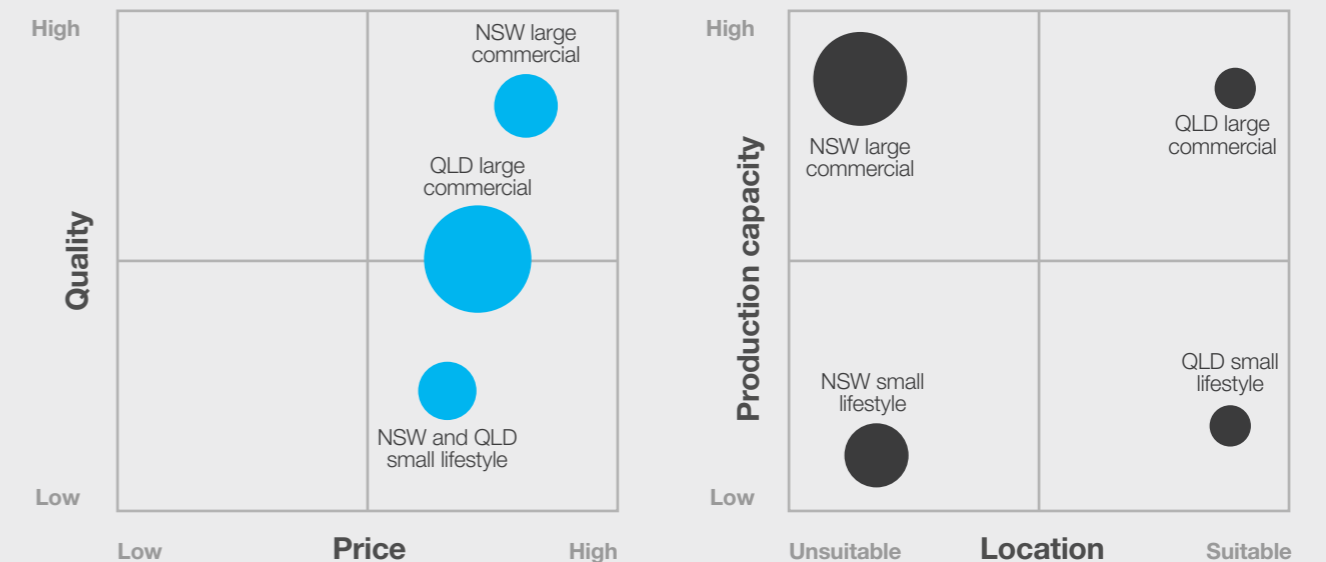 High
NSW large
commercial
QLD large
commercial
Quality
NSW and QLD
small lifestyle
Low
Low
Price
High
High
NSW large
commercial
QLD large
commercial
Production capacity
NSW small
lifestyle
QLD small
lifestyle
Low
Unsuitable
Location
Suitable